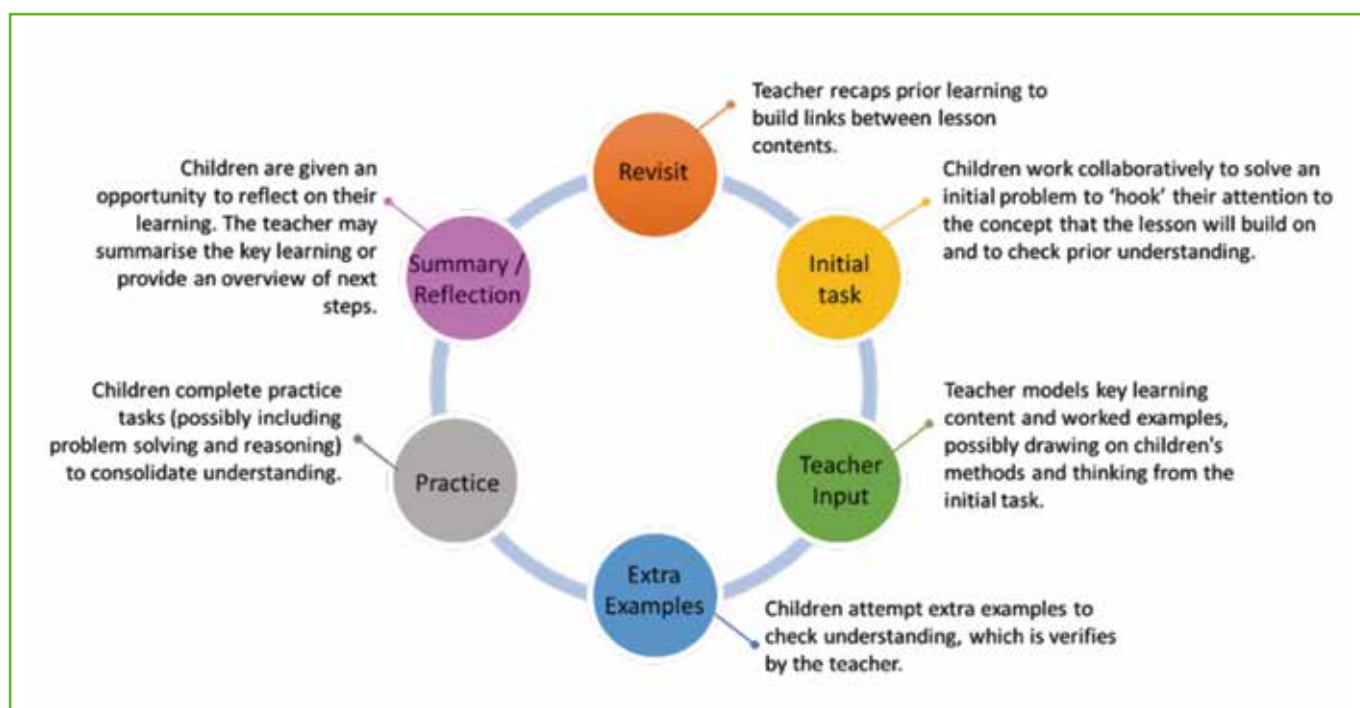 Revisit
Teacher recaps prior learning to
build links between lesson
contents.
Initial
task
Children work collaboratively to solve an
initial problem to ‘hook’ their attention to
the concept that the lesson will build on
and to check prior understanding.
Teacher
Input
Teacher models key learning
content and worked examples,
possibly drawing on children's
methods and thinking from the
initial task.
Extra
Examples
Children attempt extra examples to
check understanding, which is verifies
by the teacher.
Practice
Children complete practice
tasks (possibly including
problem solving and reasoning)
to consolidate understanding.
Summary /
Reflection
Children are given an
opportunity to reflect on their
learning. The teacher may
summarise the key learning or
provide an overview of next
steps.